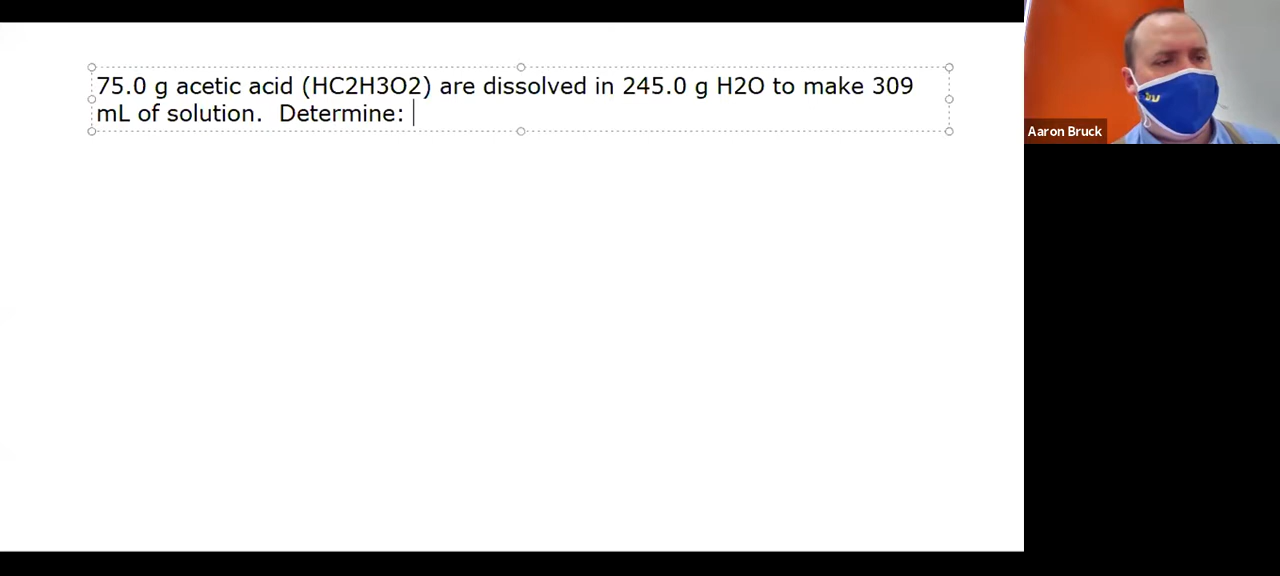 75.0 g acetic acid (HC2H3O2) are dissolved in 245.0 g H2O to make 309
mL of solution.  Determine:
Aaron Bruck